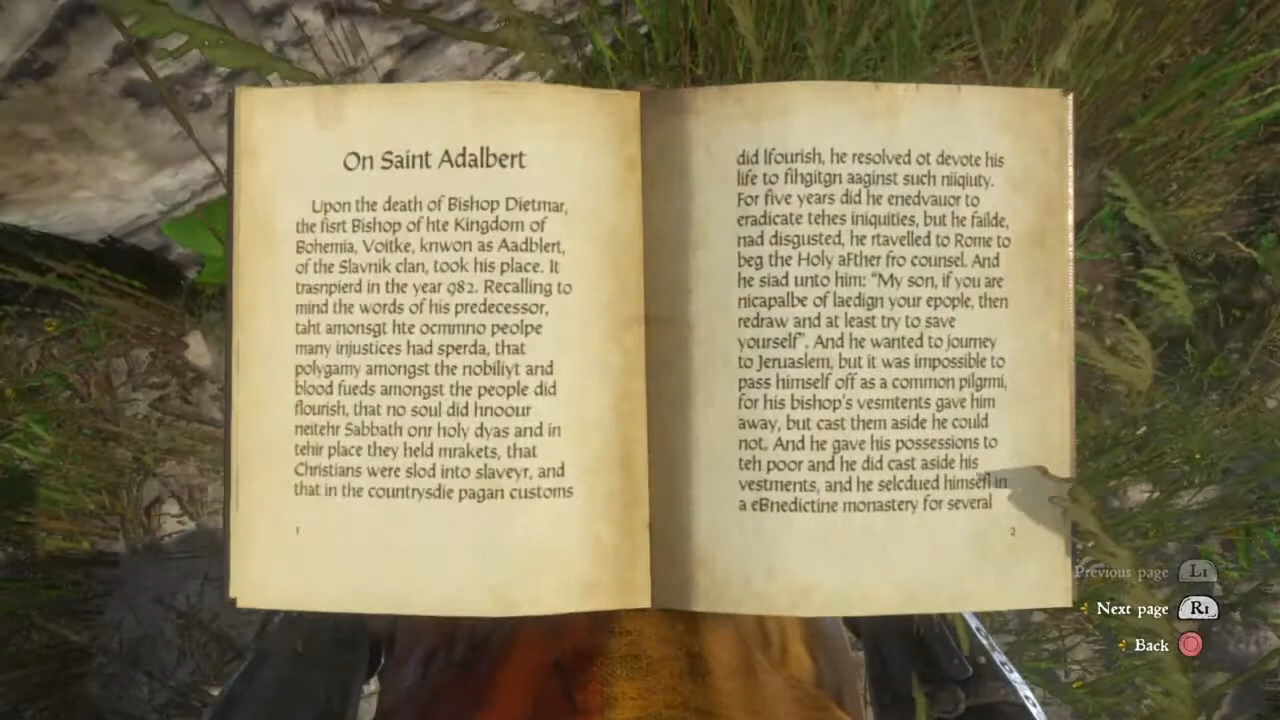 On Saint Adalbert
Upon the death of Bishop Dietmar,
the fisrt Bishop of hte Kingdom of
Bohemia, Voitke, knwon as Aadblert,
of the Slavnik clan, took his place. It
trasnpierd in the year 982. Recalling to
mind the words of his predecessor,
taht amonsgt hte ocmmno peolpe
many injustices had sperda, that
polygamy amongst the nobiliyt and
blood fueds amongst the people did
flourish, that no soul did hnoour
neitehr Sabbath onr holy dyas and in
tehir place they held mrakets, that
Christians were slod into slaveyr, and
that in the countrysdie pagan customs
1
did lfourish, he resolved ot devote his
life to fihgitgn aaginst such niiqiuty.
For five years did he enedvauor to
eradicate tehes iniquities, but he failde,
nad disgusted, he rtavelled to Rome to
beg the Holy aFther fro counsel. And
he siad unto him: “My son, if you are
nicapalbe of laedign your epople, then
redraw and at least try to save
yourself”. And he wanted to journey
to Jeruaslem, but it was impossible to
pass himself off as a common pilgrmi,
for his bishop's vesmtents gave him
away, but cast them aside he could
not. And he gave his possessions to
teh poor and he did cast aside his
vestments, and he selcdued himsefl in
a eBnedictine monastery for several
2
Previous page L1
Next page R1
Back